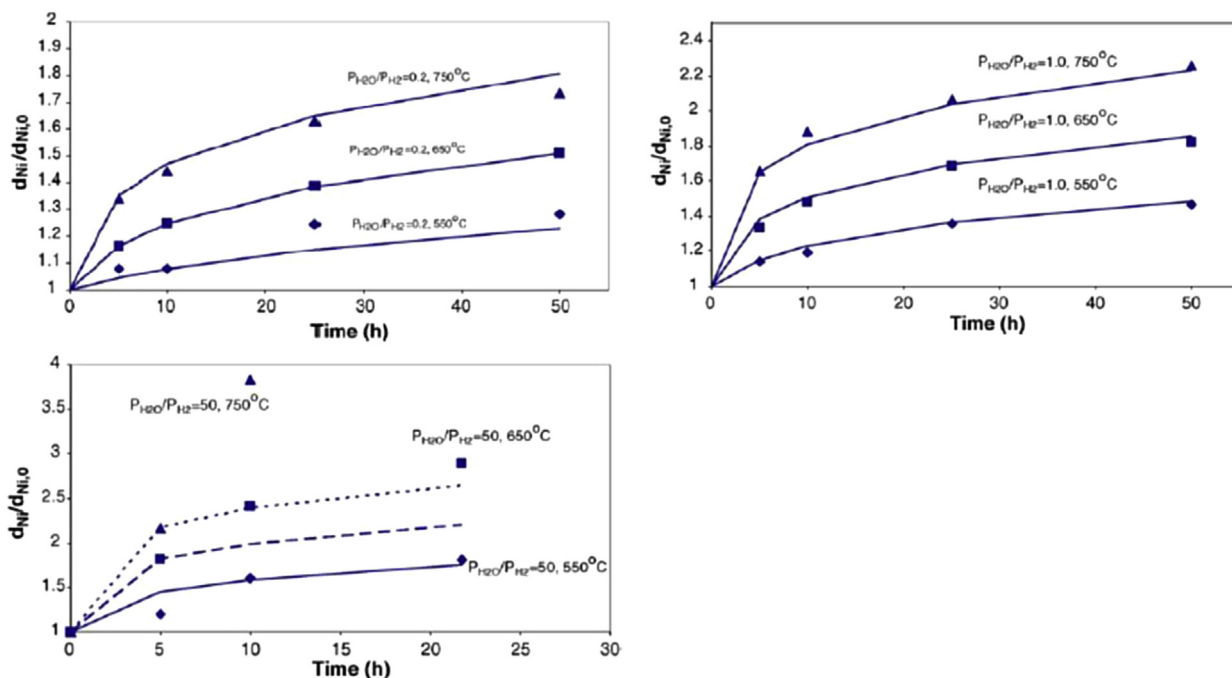 2
1.9
1.8
1.7
1.6
1.5
1.4
1.3
1.2
1.1
1
dNi/dNi,0
PH2O/PH2=0.2, 750°C
PH2O/PH2=0.2, 650°C
PH2O/PH2=0.2, 550°C
0 10 20 30 40 50
Time (h)
2.4
2.2
2
1.8
1.6
1.4
1.2
1
dNi/dNi,0
PH2O/PH2=1.0, 750°C
PH2O/PH2=1.0, 650°C
PH2O/PH2=1.0, 550°C
0 10 20 30 40 50
Time (h)
4
3.5
3
2.5
2
1.5
1
dNi/dNi,0
PH2O/PH2=50, 750°C
PH2O/PH2=50, 650°C
PH2O/PH2=50, 550°C
0 5 10 15 20 25 30
Time (h)